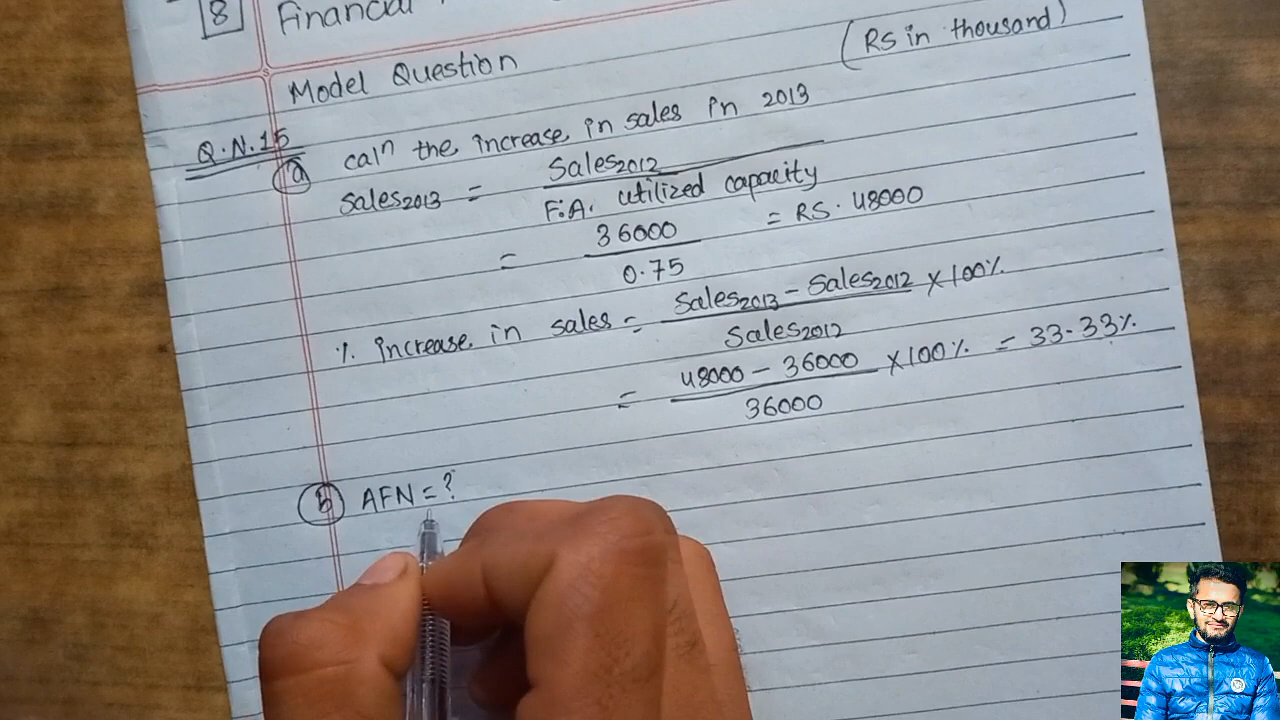 8 Financial
Model Question (RS in thousand)
Q.N.15
a calⁿ the increase in sales in 2013
Sales2013 = Sales2012 / F.A. utilized capacity
= 36000 / 0.75 = RS. 48000
% increase in sales = Sales2013 - Sales2012 / Sales2012 × 100%
= 48000 - 36000 / 36000 × 100% = 33.33%
b AFN = ?